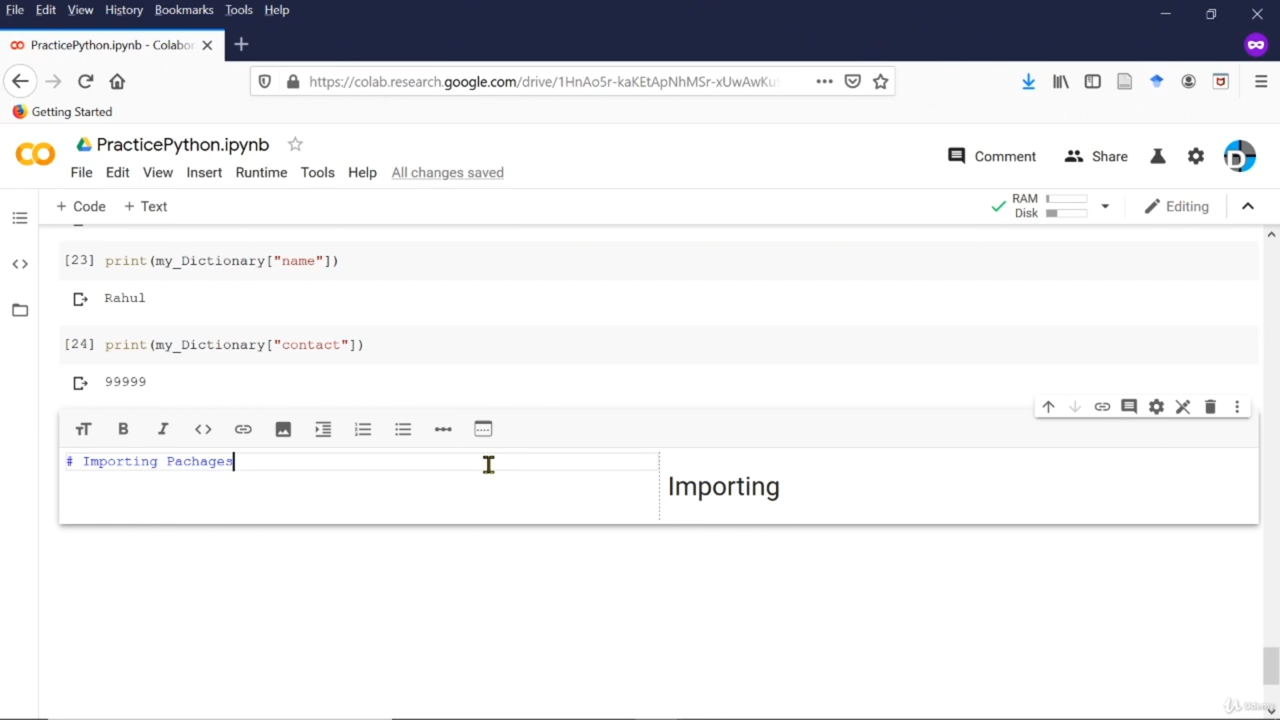 File Edit View History Bookmarks Tools Help
PracticePython.ipynb - Colabor
https://colab.research.google.com/drive/1HnAo5r-kaKEtApNhMSr-xUwAwKu
Getting Started
CO PracticePython.ipynb
Comment Share
File Edit View Insert Runtime Tools Help All changes saved
+ Code + Text
RAM
Disk
Editing
[23] print(my_Dictionary["name"])
Rahul
[24] print(my_Dictionary["contact"])
99999
# Importing Pachages
Importing